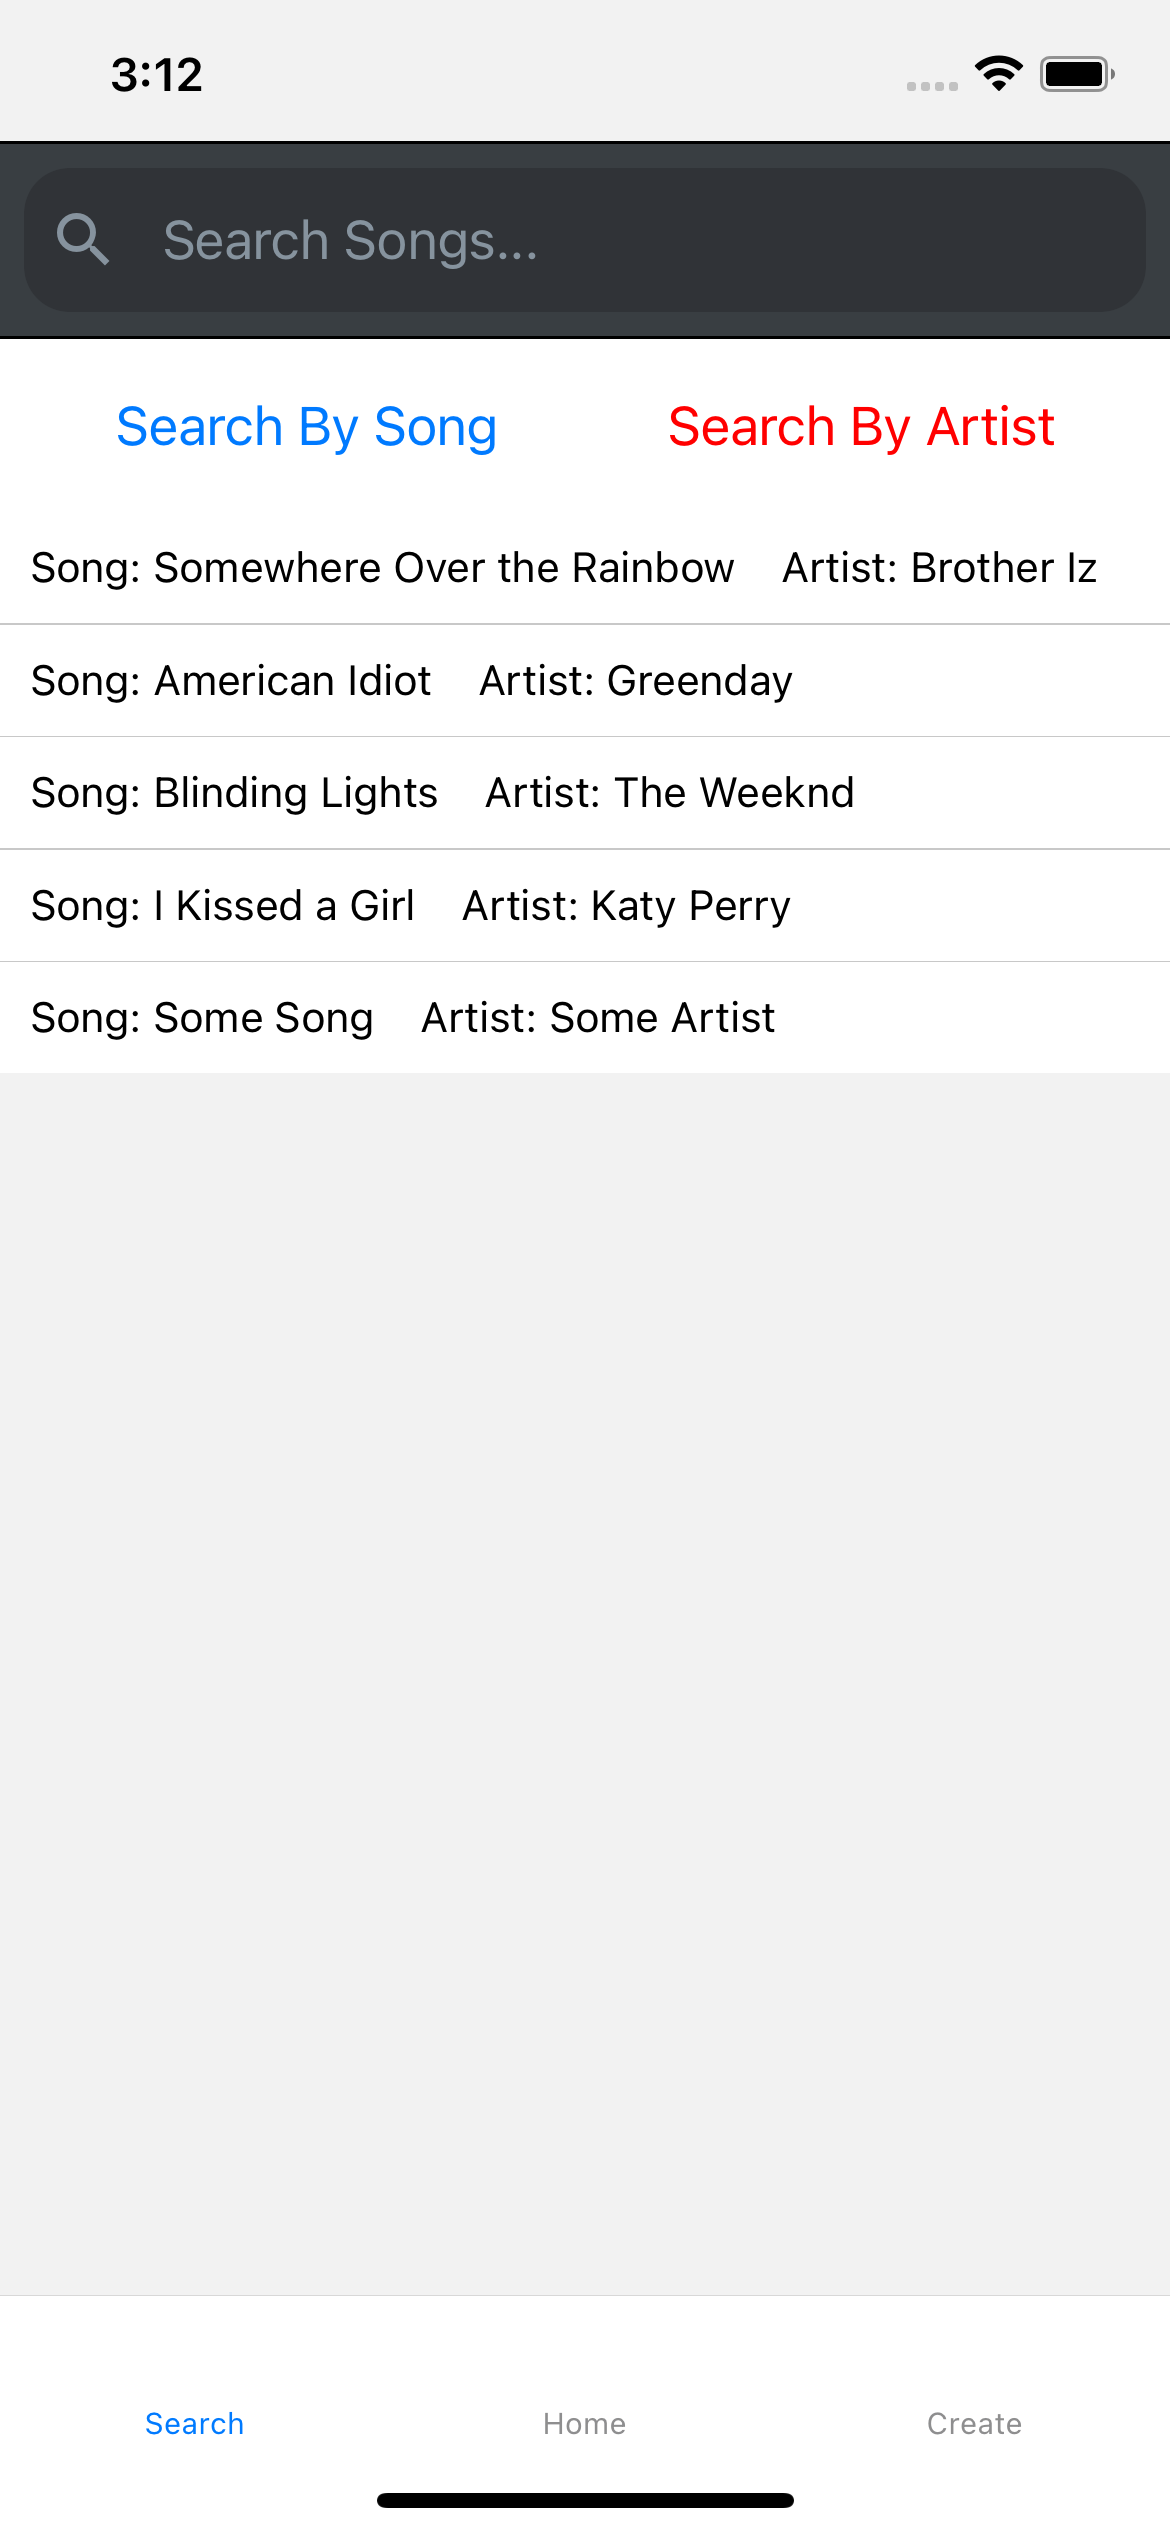 3:12
Search Songs...
Search By Song Search By Artist
Song: Somewhere Over the Rainbow Artist: Brother Iz
Song: American Idiot Artist: Greenday
Song: Blinding Lights Artist: The Weeknd
Song: I Kissed a Girl Artist: Katy Perry
Song: Some Song Artist: Some Artist
Search Home Create